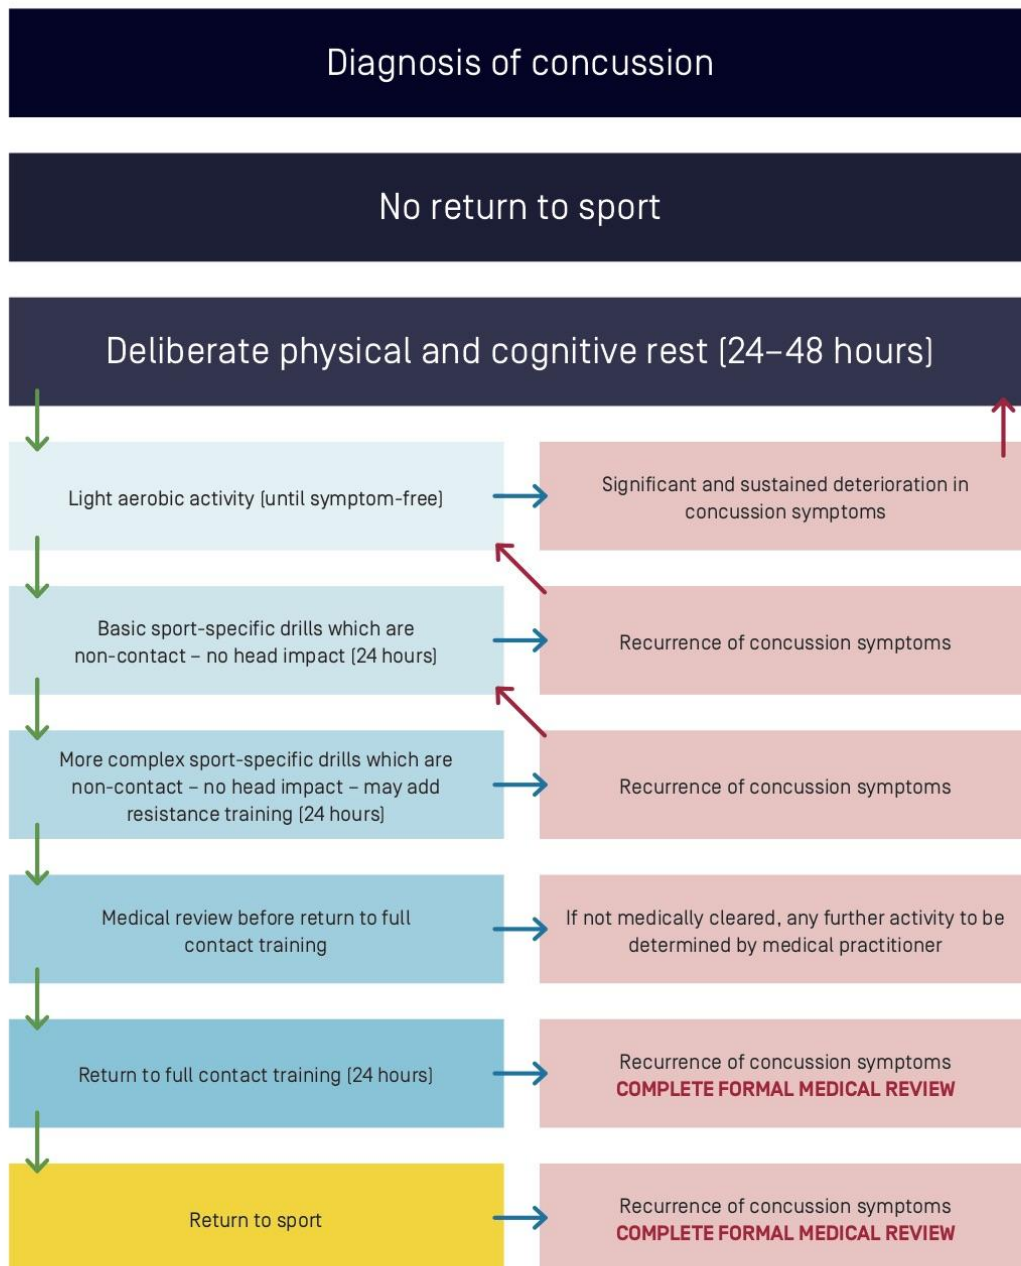 Diagnosis of concussion
No return to sport
Deliberate physical and cognitive rest (24–48 hours)
Light aerobic activity (until symptom-free)
Significant and sustained deterioration in
concussion symptoms
Basic sport-specific drills which are
non-contact – no head impact (24 hours)
Recurrence of concussion symptoms
More complex sport-specific drills which are
non-contact – no head impact – may add
resistance training (24 hours)
Recurrence of concussion symptoms
Medical review before return to full
contact training
If not medically cleared, any further activity to be
determined by medical practitioner
Return to full contact training (24 hours)
Recurrence of concussion symptoms
COMPLETE FORMAL MEDICAL REVIEW
Return to sport
Recurrence of concussion symptoms
COMPLETE FORMAL MEDICAL REVIEW